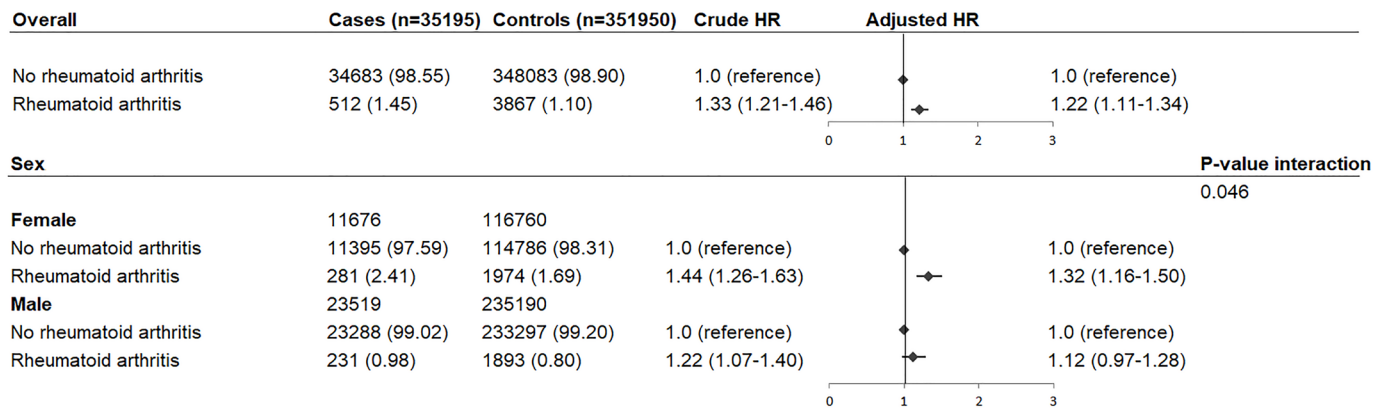 Overall Cases (n=35195) Controls (n=351950) Crude HR Adjusted HR
No rheumatoid arthritis 34683 (98.55) 348083 (98.90) 1.0 (reference) 1.0 (reference)
Rheumatoid arthritis 512 (1.45) 3867 (1.10) 1.33 (1.21-1.46) 1.22 (1.11-1.34)
0 1 2 3
Sex P-value interaction
0.046
Female 11676 116760
No rheumatoid arthritis 11395 (97.59) 114786 (98.31) 1.0 (reference) 1.0 (reference)
Rheumatoid arthritis 281 (2.41) 1974 (1.69) 1.44 (1.26-1.63) 1.32 (1.16-1.50)
Male 23519 235190
No rheumatoid arthritis 23288 (99.02) 233297 (99.20) 1.0 (reference) 1.0 (reference)
Rheumatoid arthritis 231 (0.98) 1893 (0.80) 1.22 (1.07-1.40) 1.12 (0.97-1.28)
0 1 2 3